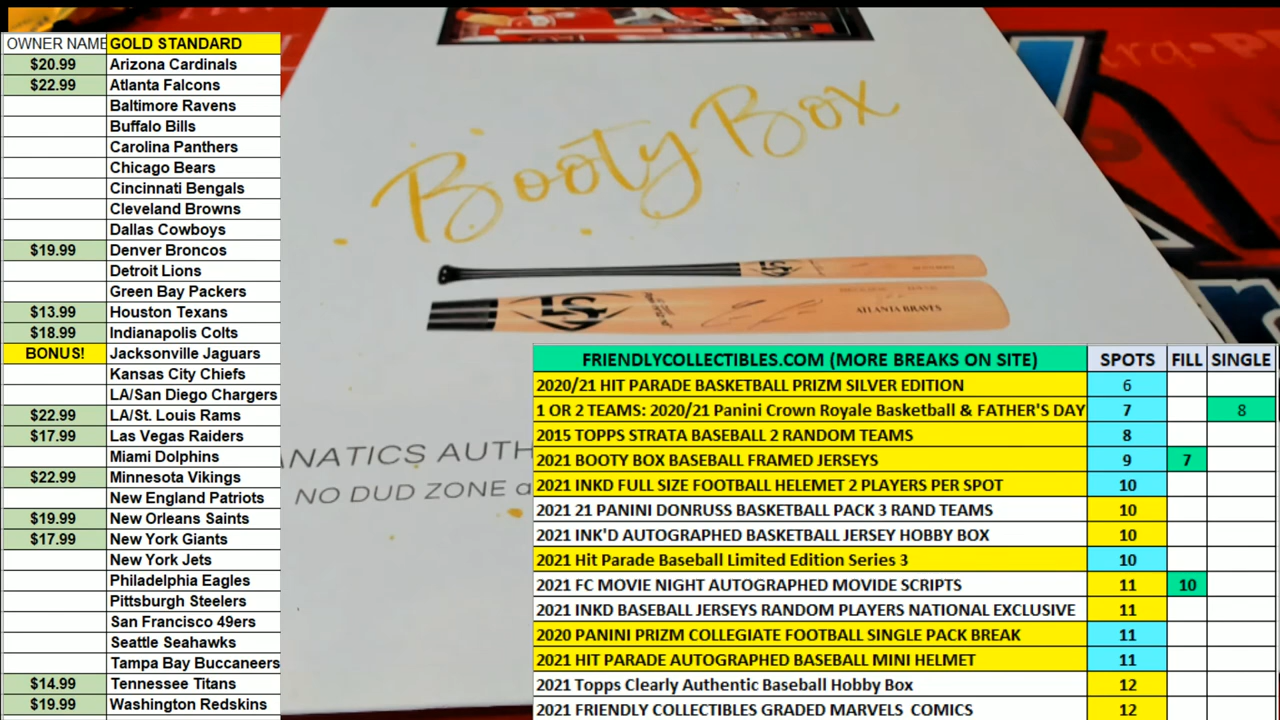 OWNER NAME GOLD STANDARD
$20.99 Arizona Cardinals
$22.99 Atlanta Falcons
Baltimore Ravens
Buffalo Bills
Carolina Panthers
Chicago Bears
Cincinnati Bengals
Cleveland Browns
Dallas Cowboys
$19.99 Denver Broncos
Detroit Lions
Green Bay Packers
$13.99 Houston Texans
$18.99 Indianapolis Colts
BONUS! Jacksonville Jaguars
Kansas City Chiefs
LA/San Diego Chargers
$22.99 LA/St. Louis Rams
$17.99 Las Vegas Raiders
Miami Dolphins
$22.99 Minnesota Vikings
New England Patriots
$19.99 New Orleans Saints
$17.99 New York Giants
New York Jets
Philadelphia Eagles
Pittsburgh Steelers
San Francisco 49ers
Seattle Seahawks
Tampa Bay Buccaneers
$14.99 Tennessee Titans
$19.99 Washington Redskins
Booty Box
LS
ATLANTA BRAVES
NATICS AUTH
NO DUD ZONE a
FRIENDLYCOLLECTIBLES.COM (MORE BREAKS ON SITE) SPOTS FILL SINGLE
2020/21 HIT PARADE BASKETBALL PRIZM SILVER EDITION 6
1 OR 2 TEAMS: 2020/21 Panini Crown Royale Basketball & FATHER'S DAY 7 8
2015 TOPPS STRATA BASEBALL 2 RANDOM TEAMS 8
2021 BOOTY BOX BASEBALL FRAMED JERSEYS 9 7
2021 INKD FULL SIZE FOOTBALL HELEMET 2 PLAYERS PER SPOT 10
2021 21 PANINI DONRUSS BASKETBALL PACK 3 RAND TEAMS 10
2021 INK'D AUTOGRAPHED BASKETBALL JERSEY HOBBY BOX 10
2021 Hit Parade Baseball Limited Edition Series 3 10
2021 FC MOVIE NIGHT AUTOGRAPHED MOVIDE SCRIPTS 11 10
2021 INKD BASEBALL JERSEYS RANDOM PLAYERS NATIONAL EXCLUSIVE 11
2020 PANINI PRIZM COLLEGIATE FOOTBALL SINGLE PACK BREAK 11
2021 HIT PARADE AUTOGRAPHED BASEBALL MINI HELMET 11
2021 Topps Clearly Authentic Baseball Hobby Box 12
2021 FRIENDLY COLLECTIBLES GRADED MARVELS COMICS 12